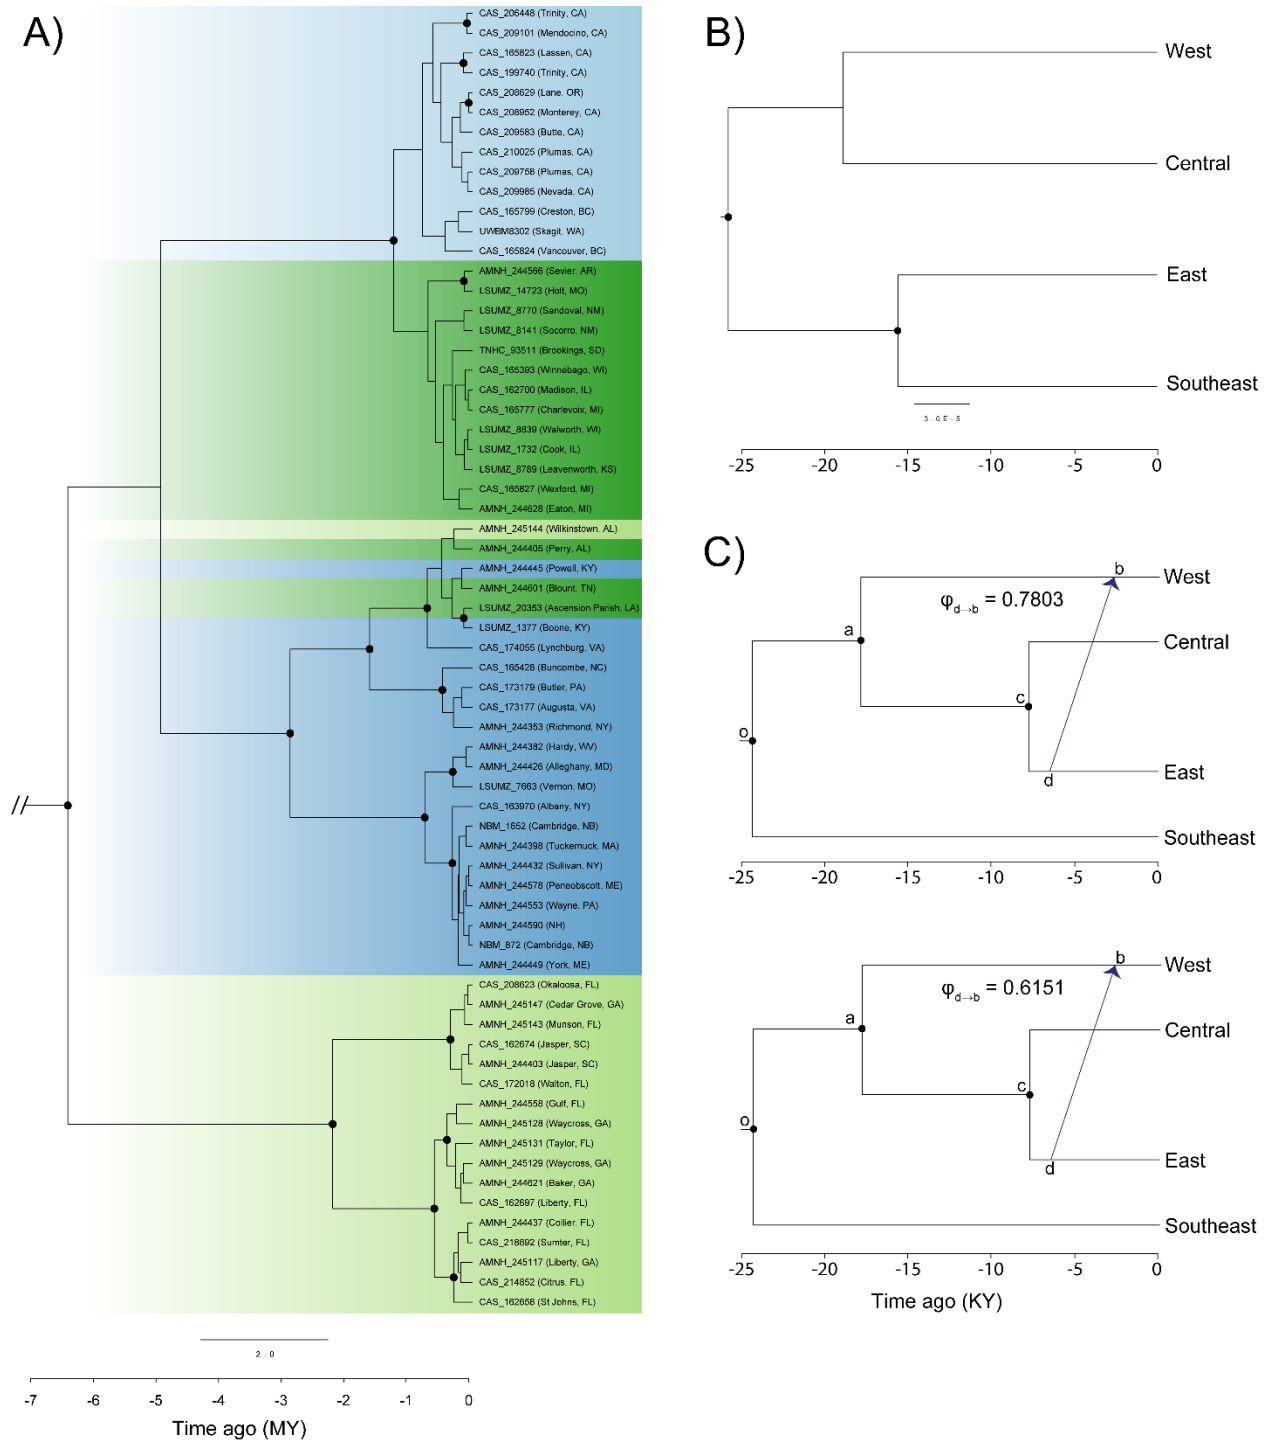 A)
CAS_206448 (Trinity, CA)
CAS_209101 (Mendocino, CA)
CAS_165823 (Lassen, CA)
CAS_199740 (Trinity, CA)
CAS_208629 (Lane, OR)
CAS_208952 (Monterey, CA)
CAS_209583 (Butte, CA)
CAS_210025 (Plumas, CA)
CAS_209758 (Plumas, CA)
CAS_209985 (Nevada, CA)
CAS_165799 (Creston, BC)
UWBM8302 (Skagit, WA)
CAS_165824 (Vancouver, BC)
AMNH_244566 (Sevier, AR)
LSUMZ_14723 (Holt, MO)
LSUMZ_8770 (Sandoval, NM)
LSUMZ_8141 (Socorro, NM)
TNHC_93511 (Brookings, SD)
CAS_165393 (Winnebago, WI)
CAS_162700 (Madison, IL)
CAS_165777 (Charlevoix, MI)
LSUMZ_8839 (Walworth, WI)
LSUMZ_1732 (Cook, IL)
LSUMZ_8789 (Leavenworth, KS)
CAS_165827 (Wexford, MI)
AMNH_244628 (Eaton, MI)
AMNH_245144 (Wilkinstown, AL)
AMNH_244405 (Perry, AL)
AMNH_244445 (Powell, KY)
AMNH_244601 (Blount, TN)
LSUMZ_20353 (Ascension Parish, LA)
LSUMZ_1377 (Boone, KY)
CAS_174055 (Lynchburg, VA)
CAS_165428 (Buncombe, NC)
CAS_173179 (Butler, PA)
CAS_173177 (Augusta, VA)
AMNH_244353 (Richmond, NY)
AMNH_244382 (Hardy, WV)
AMNH_244426 (Alleghany, MD)
LSUMZ_7663 (Vernon, MO)
CAS_163970 (Albany, NY)
NBM_1652 (Cambridge, NB)
AMNH_244398 (Tuckernuck, MA)
AMNH_244432 (Sullivan, NY)
AMNH_244578 (Peneobscott, ME)
AMNH_244553 (Wayne, PA)
AMNH_244590 (NH)
NBM_872 (Cambridge, NB)
AMNH_244449 (York, ME)
CAS_208623 (Okaloosa, FL)
AMNH_245147 (Cedar Grove, GA)
AMNH_245143 (Munson, FL)
CAS_162674 (Jasper, SC)
AMNH_244403 (Jasper, SC)
CAS_172018 (Walton, FL)
AMNH_244558 (Gulf, FL)
AMNH_245128 (Waycross, GA)
AMNH_245131 (Taylor, FL)
AMNH_245129 (Waycross, GA)
AMNH_244621 (Baker, GA)
CAS_162697 (Liberty, FL)
AMNH_244437 (Collier, FL)
CAS_218692 (Sumter, FL)
AMNH_245117 (Liberty, GA)
CAS_214852 (Citrus, FL)
CAS_162658 (St Johns, FL)
2.0
-7 -6 -5 -4 -3 -2 -1 0
Time ago (MY)
B)
West
Central
East
Southeast
3.0E-5
-25 -20 -15 -10 -5 0
C)
b
West
φd→b = 0.7803
a
Central
c
o
East
d
Southeast
-25 -20 -15 -10 -5 0
b
West
φd→b = 0.6151
a
Central
c
o
East
d
Southeast
-25 -20 -15 -10 -5 0
Time ago (KY)